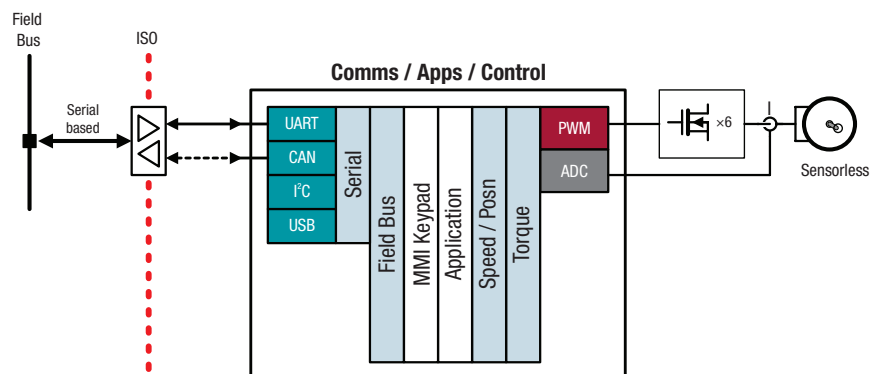 Field
Bus
ISO
Serial
based
Comms / Apps / Control
UART
CAN
I²C
USB
Serial
Field Bus
MMI Keypad
Application
Speed / Posn
Torque
PWM
ADC
×6
I
Sensorless